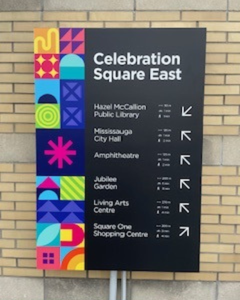 Celebration
Square East
Hazel McCallion
Public Library
Mississauga
City Hall
Amphitheatre
Jubilee
Garden
Living Arts
Centre
Square One
Shopping Centre